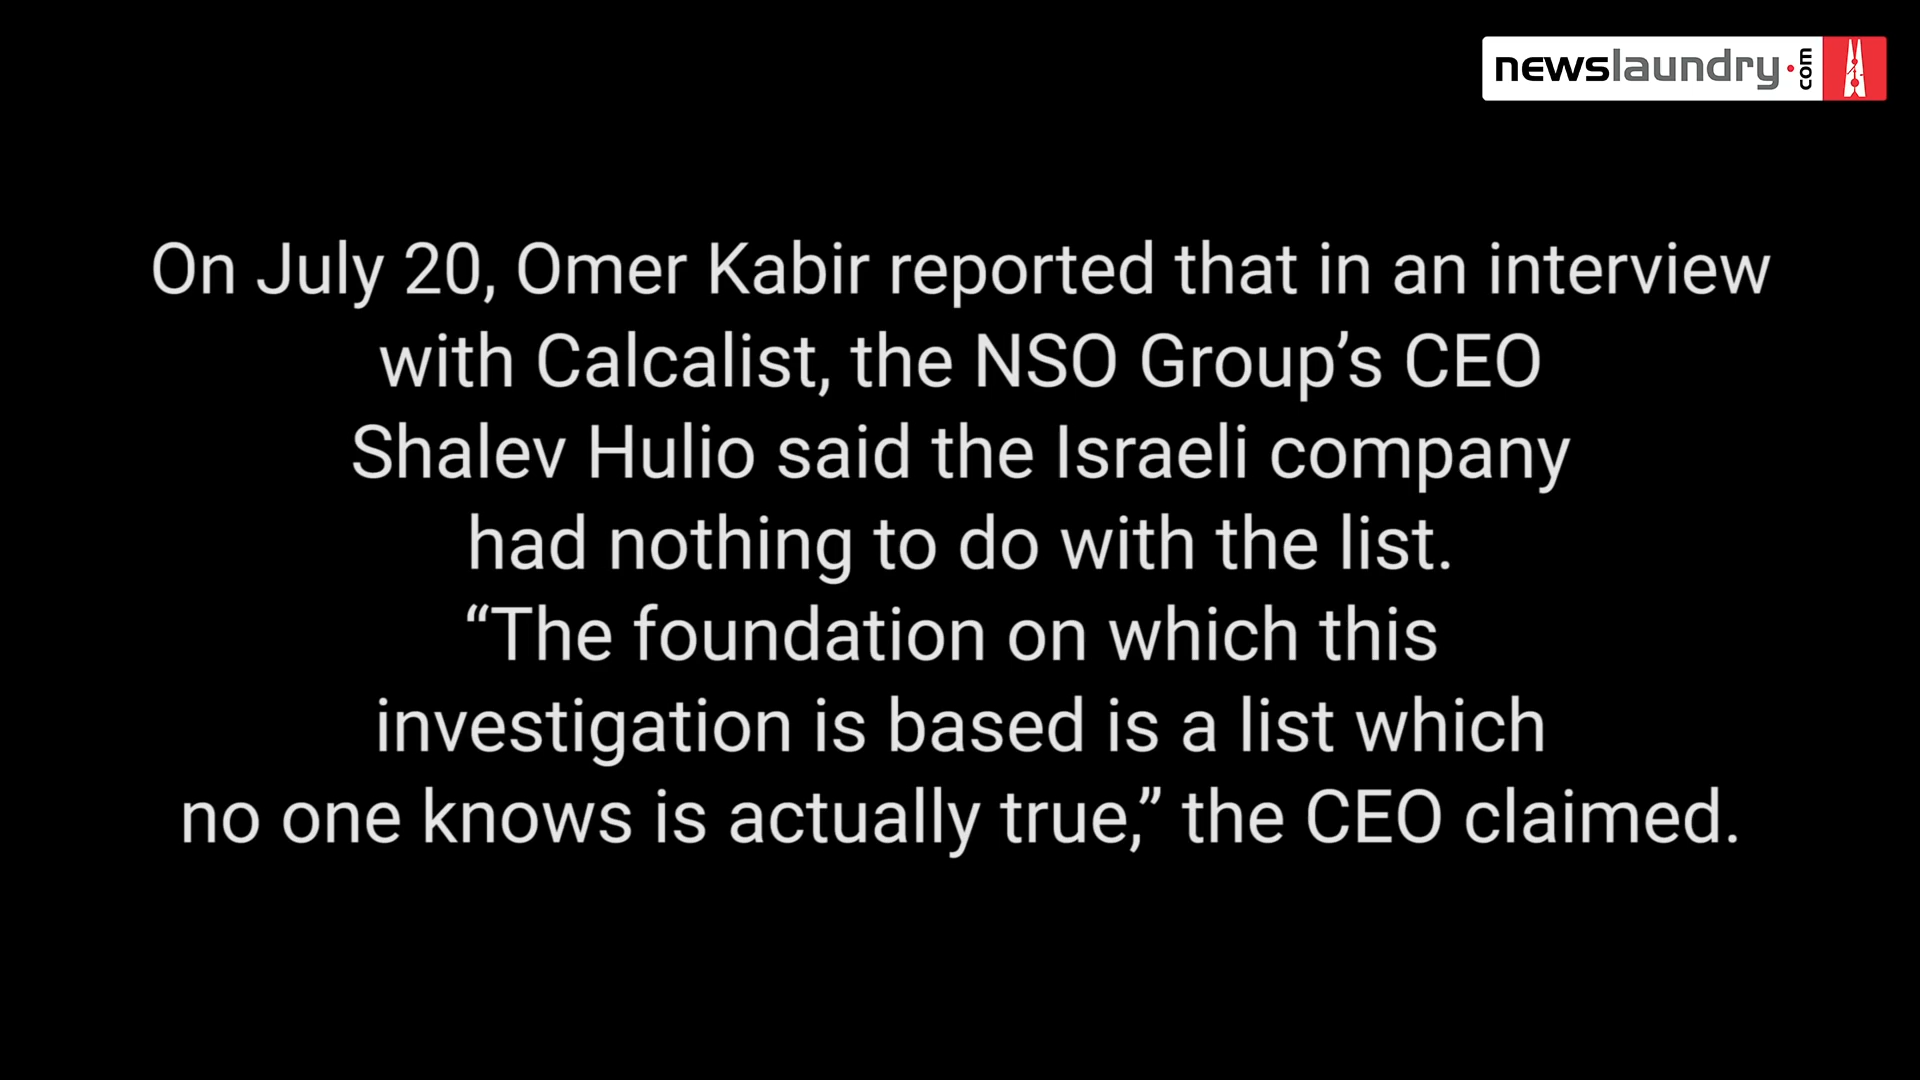 newslaundry.com
On July 20, Omer Kabir reported that in an interview
with Calcalist, the NSO Group’s CEO
Shalev Hulio said the Israeli company
had nothing to do with the list.
“The foundation on which this
investigation is based is a list which
no one knows is actually true,” the CEO claimed.